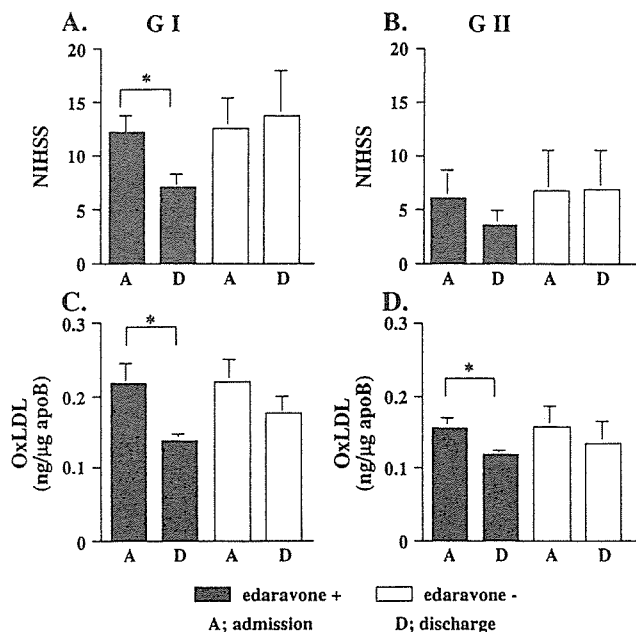 A. G I
B. G II
20
15
10
5
0
NIHSS
*
A D A D
20
15
10
5
0
NIHSS
A D A D
C.
0.3
0.2
0.1
0
OxLDL
(ng/μg apoB)
*
A D A D
D.
0.3
0.2
0.1
0
OxLDL
(ng/μg apoB)
*
A D A D
edaravone + edaravone -
A; admission D; discharge